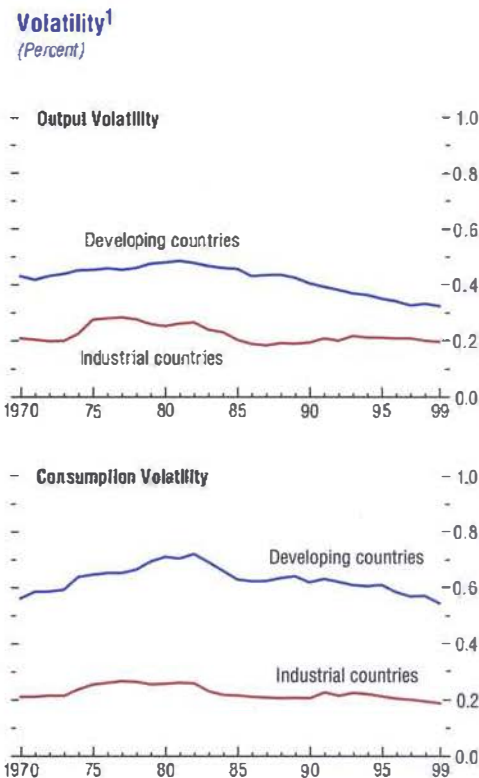 Volatility1
(Percent)
Output Volatility
1.0
0.8
Developing countries
0.6
0.4
Industrial countries
0.2
0.0
1970 75 80 85 90 95 99
Consumption Volatility
1.0
0.8
Developing countries
0.6
0.4
Industrial countries
0.2
0.0
1970 75 80 85 90 95 99